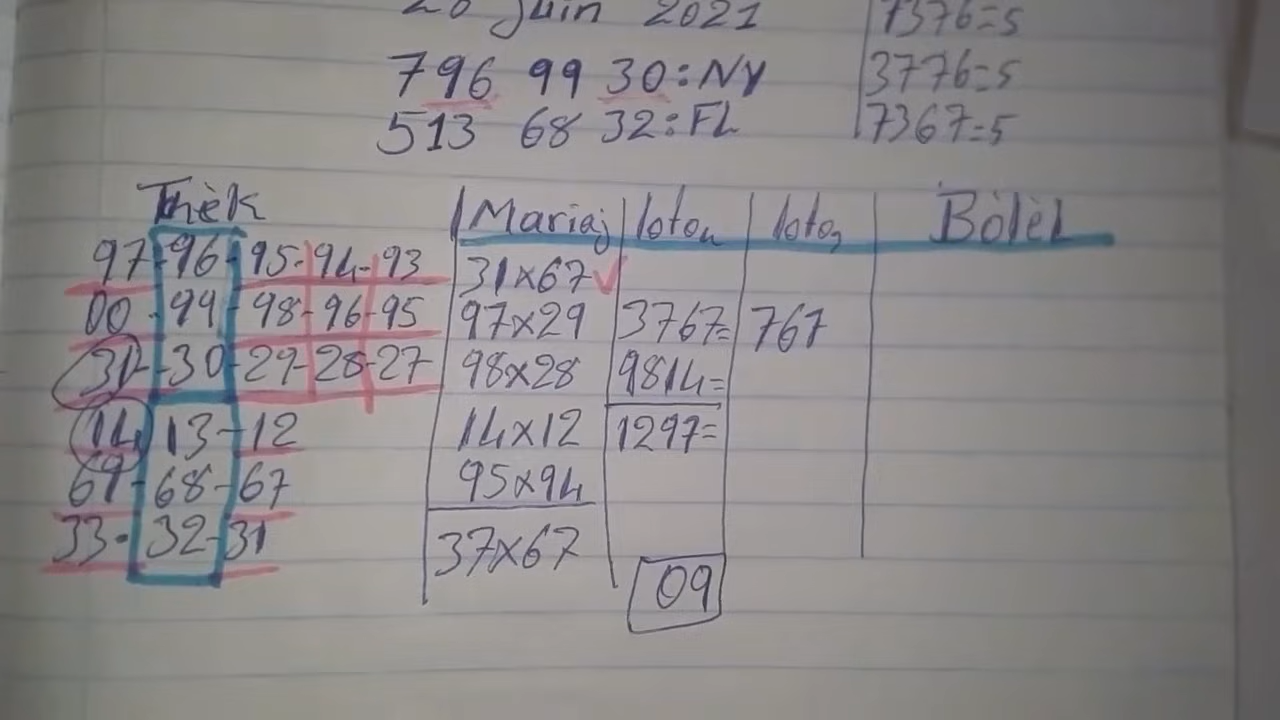 20 Juin 2021
7376=5
796 99 30:NY
3776=5
513 68 32:FL
7367=5
Thèk
Mariaj
loto4
loto3
Bòlèt
97-96-95-94-93
31x67
00-99-98-96-95
97x29
3767=
767
31-30-29-28-27
98x28
9814=
14 13-12
14x12
1297=
69-68-67
95x94
33-32-31
37x67
09